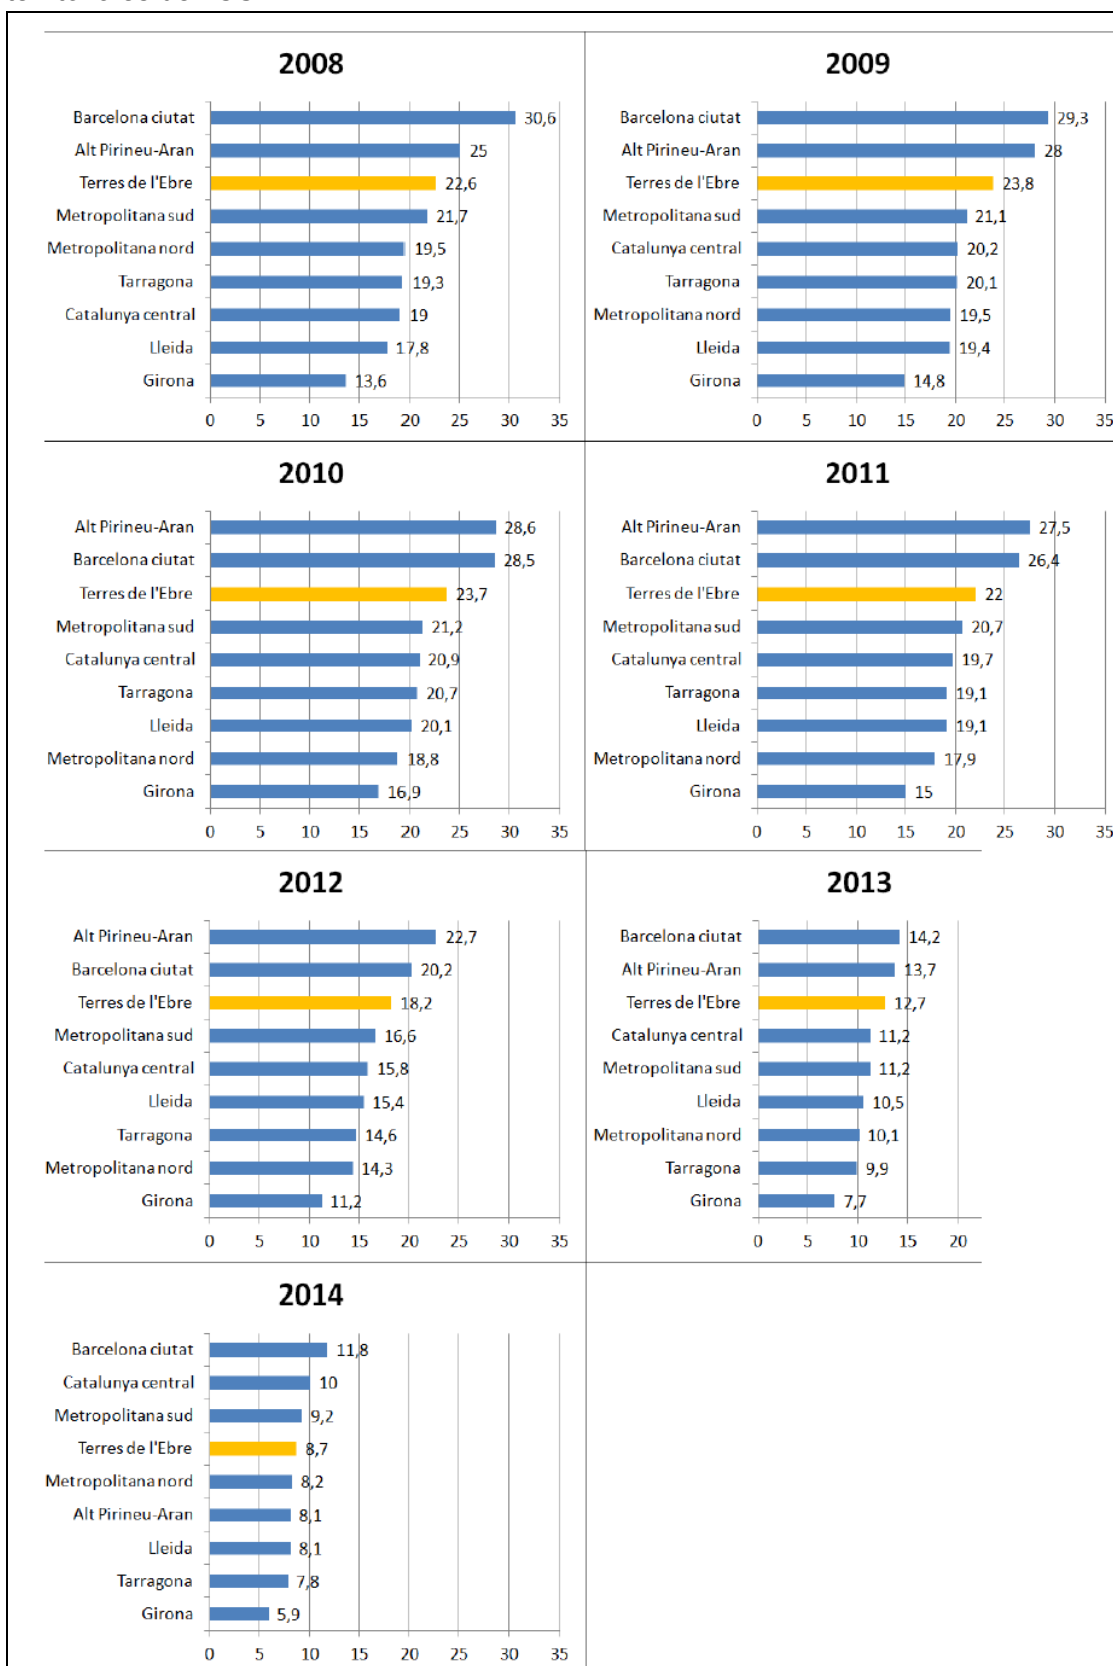 2008
Barcelona ciutat 30,6
Alt Pirineu-Aran 25
Terres de l'Ebre 22,6
Metropolitana sud 21,7
Metropolitana nord 19,5
Tarragona 19,3
Catalunya central 19
Lleida 17,8
Girona 13,6
0 5 10 15 20 25 30 35
2009
Barcelona ciutat 29,3
Alt Pirineu-Aran 28
Terres de l'Ebre 23,8
Metropolitana sud 21,1
Catalunya central 20,2
Tarragona 20,1
Metropolitana nord 19,5
Lleida 19,4
Girona 14,8
0 5 10 15 20 25 30 35
2010
Alt Pirineu-Aran 28,6
Barcelona ciutat 28,5
Terres de l'Ebre 23,7
Metropolitana sud 21,2
Catalunya central 20,9
Tarragona 20,7
Lleida 20,1
Metropolitana nord 18,8
Girona 16,9
0 5 10 15 20 25 30 35
2011
Alt Pirineu-Aran 27,5
Barcelona ciutat 26,4
Terres de l'Ebre 22
Metropolitana sud 20,7
Catalunya central 19,7
Tarragona 19,1
Lleida 19,1
Metropolitana nord 17,9
Girona 15
0 5 10 15 20 25 30 35
2012
Alt Pirineu-Aran 22,7
Barcelona ciutat 20,2
Terres de l'Ebre 18,2
Metropolitana sud 16,6
Catalunya central 15,8
Lleida 15,4
Tarragona 14,6
Metropolitana nord 14,3
Girona 11,2
0 5 10 15 20 25 30 35
2013
Barcelona ciutat 14,2
Alt Pirineu-Aran 13,7
Terres de l'Ebre 12,7
Catalunya central 11,2
Metropolitana sud 11,2
Lleida 10,5
Metropolitana nord 10,1
Tarragona 9,9
Girona 7,7
0 5 10 15 20
2014
Barcelona ciutat 11,8
Catalunya central 10
Metropolitana sud 9,2
Terres de l'Ebre 8,7
Metropolitana nord 8,2
Alt Pirineu-Aran 8,1
Lleida 8,1
Tarragona 7,8
Girona 5,9
0 5 10 15 20 25 30 35